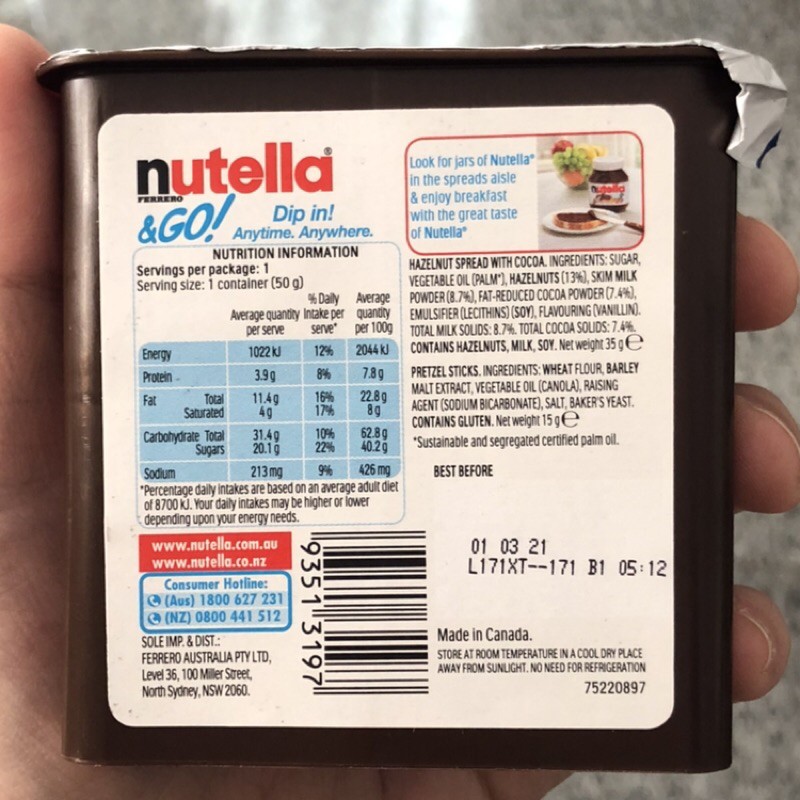 nutella®
FERRERO
&GO!
Dip in!
Anytime. Anywhere.
NUTRITION INFORMATION
Servings per package: 1
Serving size: 1 container (50 g)
Average quantity per serve % Daily Intake per serve* Average quantity per 100g
Energy 1022 kJ 12% 2044 kJ
Protein 3.9 g 8% 7.8 g
Fat Total 11.4 g 16% 22.8 g
Saturated 4 g 17% 8 g
Carbohydrate Total 31.4 g 10% 62.8 g
Sugars 20.1 g 22% 40.2 g
Sodium 213 mg 9% 426 mg
*Percentage daily intakes are based on an average adult diet
of 8700 kJ. Your daily intakes may be higher or lower
depending upon your energy needs.
www.nutella.com.au
www.nutella.co.nz
Consumer Hotline:
(Aus) 1800 627 231
(NZ) 0800 441 512
SOLE IMP. & DIST.:
FERRERO AUSTRALIA PTY LTD,
Level 36, 100 Miller Street,
North Sydney, NSW 2060.
9351 3197
Look for jars of Nutella®
in the spreads aisle
& enjoy breakfast
with the great taste
of Nutella®
nutella
HAZELNUT SPREAD WITH COCOA. INGREDIENTS: SUGAR,
VEGETABLE OIL (PALM*), HAZELNUTS (13%), SKIM MILK
POWDER (8.7%), FAT-REDUCED COCOA POWDER (7.4%),
EMULSIFIER (LECITHINS) (SOY), FLAVOURING (VANILLIN).
TOTAL MILK SOLIDS: 8.7%. TOTAL COCOA SOLIDS: 7.4%.
CONTAINS HAZELNUTS, MILK, SOY. Net weight 35 g ℮
PRETZEL STICKS. INGREDIENTS: WHEAT FLOUR, BARLEY
MALT EXTRACT, VEGETABLE OIL (CANOLA), RAISING
AGENT (SODIUM BICARBONATE), SALT, BAKER'S YEAST.
CONTAINS GLUTEN. Net weight 15 g ℮
*Sustainable and segregated certified palm oil.
BEST BEFORE
01 03 21
L171XT--171 B1 05:12
Made in Canada.
STORE AT ROOM TEMPERATURE IN A COOL DRY PLACE
AWAY FROM SUNLIGHT. NO NEED FOR REFRIGERATION
75220897